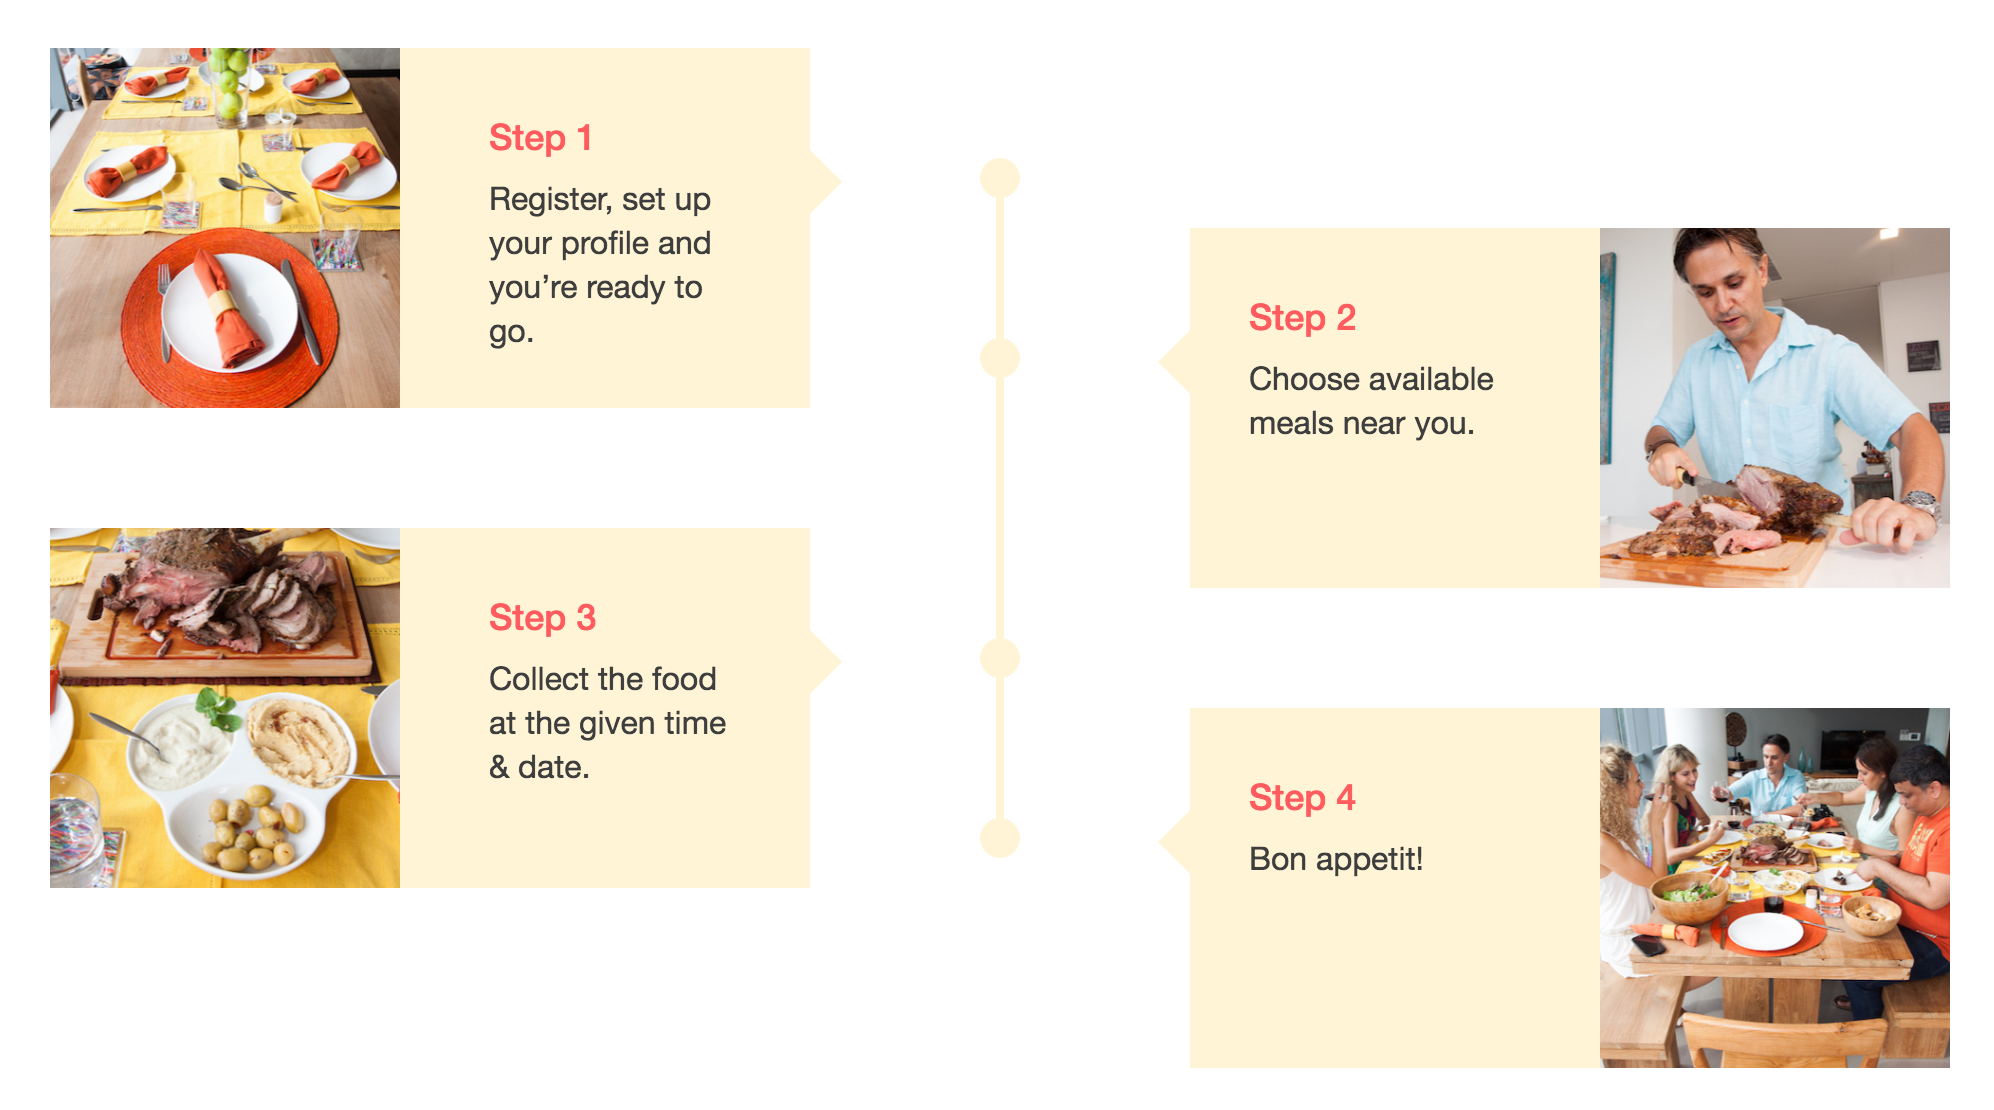 Step 1
Register, set up
your profile and
you’re ready to
go.
Step 2
Choose available
meals near you.
Step 3
Collect the food
at the given time
& date.
Step 4
Bon appetit!